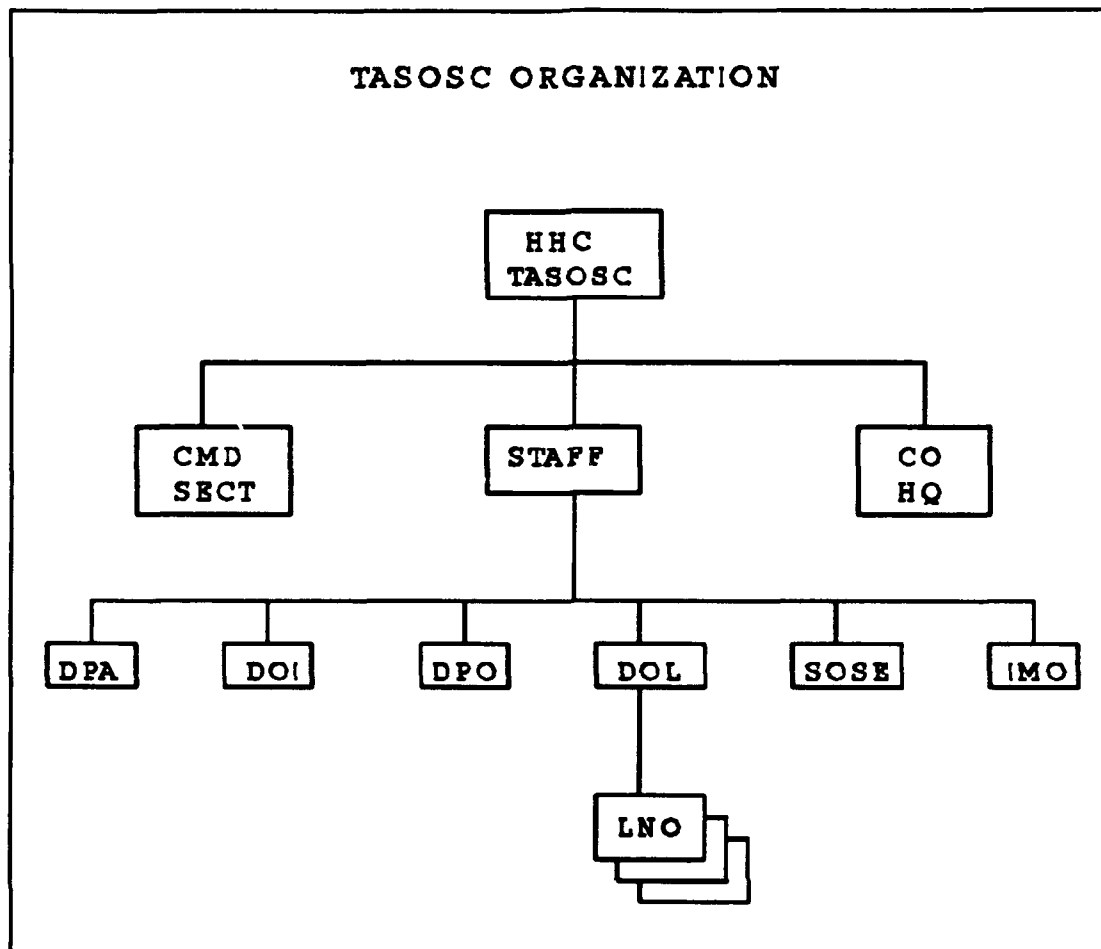 TASOSC ORGANIZATION
HHC
TASOSC
CMD
SECT
STAFF
CO
HQ
DPA
DOI
DPO
DOL
SOSE
IMO
LNO